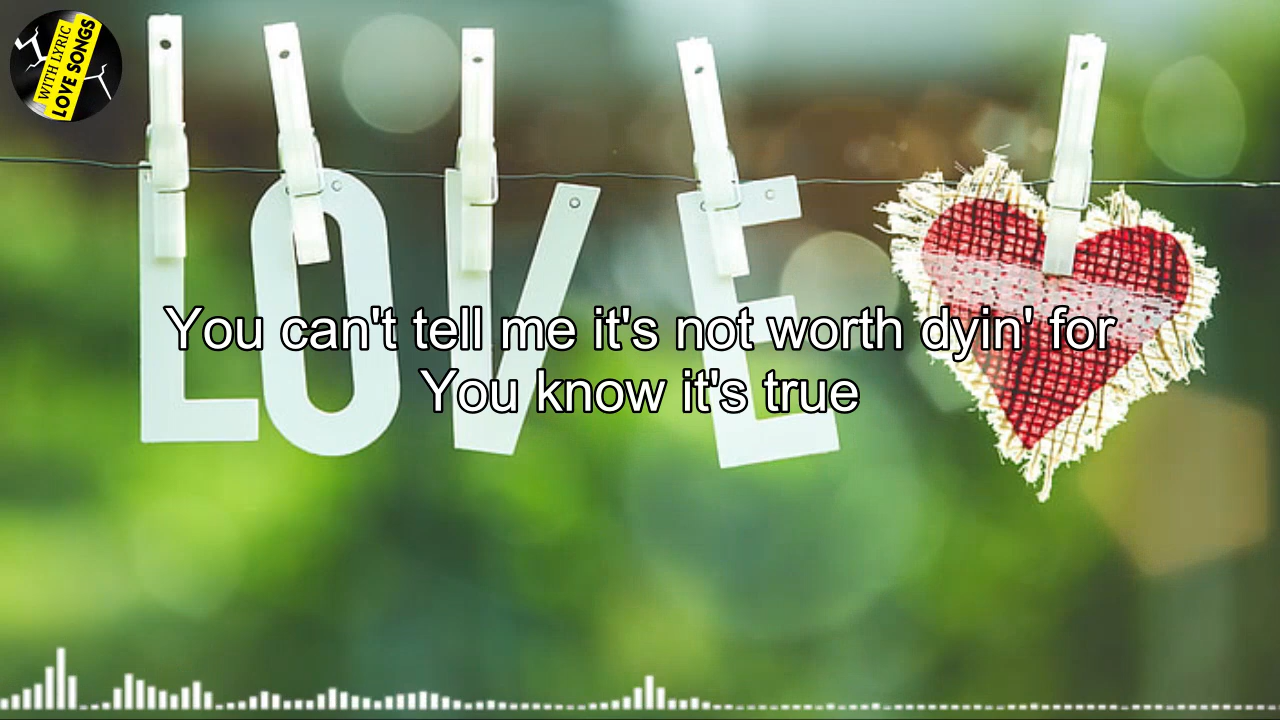 WITH LYRIC
LOVE SONGS
LOVE
You can't tell me it's not worth dyin' for
You know it's true